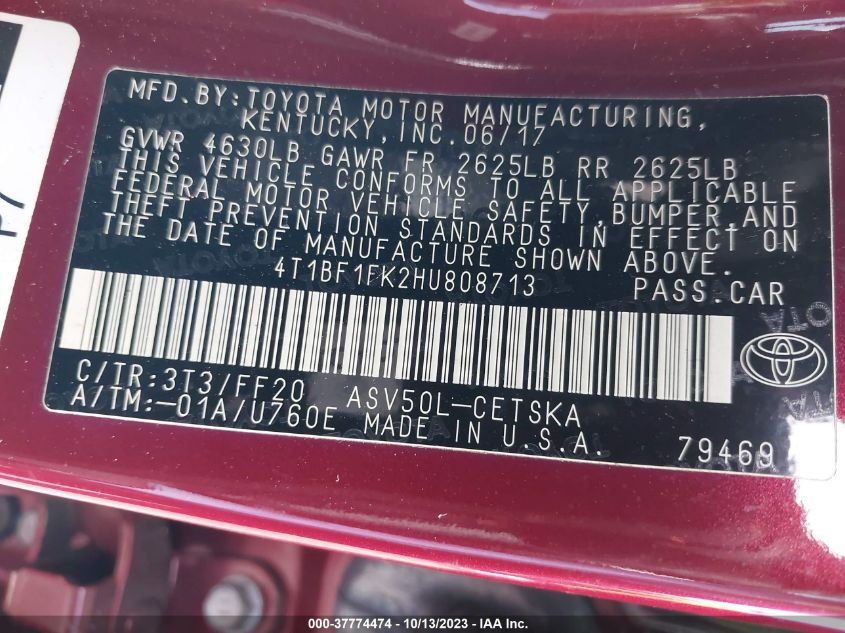 MFD.BY:TOYOTA MOTOR MANUFACTURING,
KENTUCKY,INC.06/17
GVWR 4630LB GAWR FR 2625LB RR 2625LB
THIS VEHICLE CONFORMS TO ALL APPLICABLE
FEDERAL MOTOR VEHICLE SAFETY,BUMPER,AND
THEFT PREVENTION STANDARDS IN EFFECT ON
THE DATE OF MANUFACTURE SHOWN ABOVE.
4T1BF1FK2HU808713 PASS.CAR
C/TR:3T3/FF20 ASV50L-CETSKA
A/TM:-01A/U760E MADE IN U.S.A. 79469
000-37774474 | 10/13/2023 | IAA Inc.